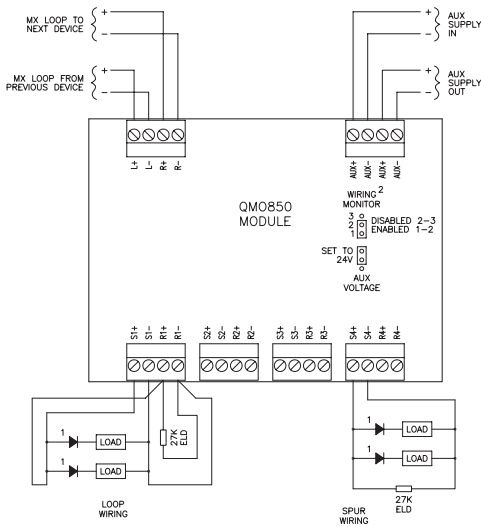 MX LOOP TO
NEXT DEVICE
+
−
MX LOOP FROM
PREVIOUS DEVICE
+
−
+
−
AUX
SUPPLY
IN
+
−
AUX
SUPPLY
OUT
L+
L-
R+
R-
AUX+
AUX-
AUX+
AUX-
QMO850
MODULE
WIRING 2
MONITOR
3
2
1
DISABLED 2-3
ENABLED 1-2
SET TO
24V
AUX
VOLTAGE
S1+
S1-
R1+
R1-
S2+
S2-
R2+
R2-
S3+
S3-
R3+
R3-
S4+
S4-
R4+
R4-
1
LOAD
1
LOAD
27K
ELD
LOOP
WIRING
1
LOAD
1
LOAD
27K
ELD
SPUR
WIRING